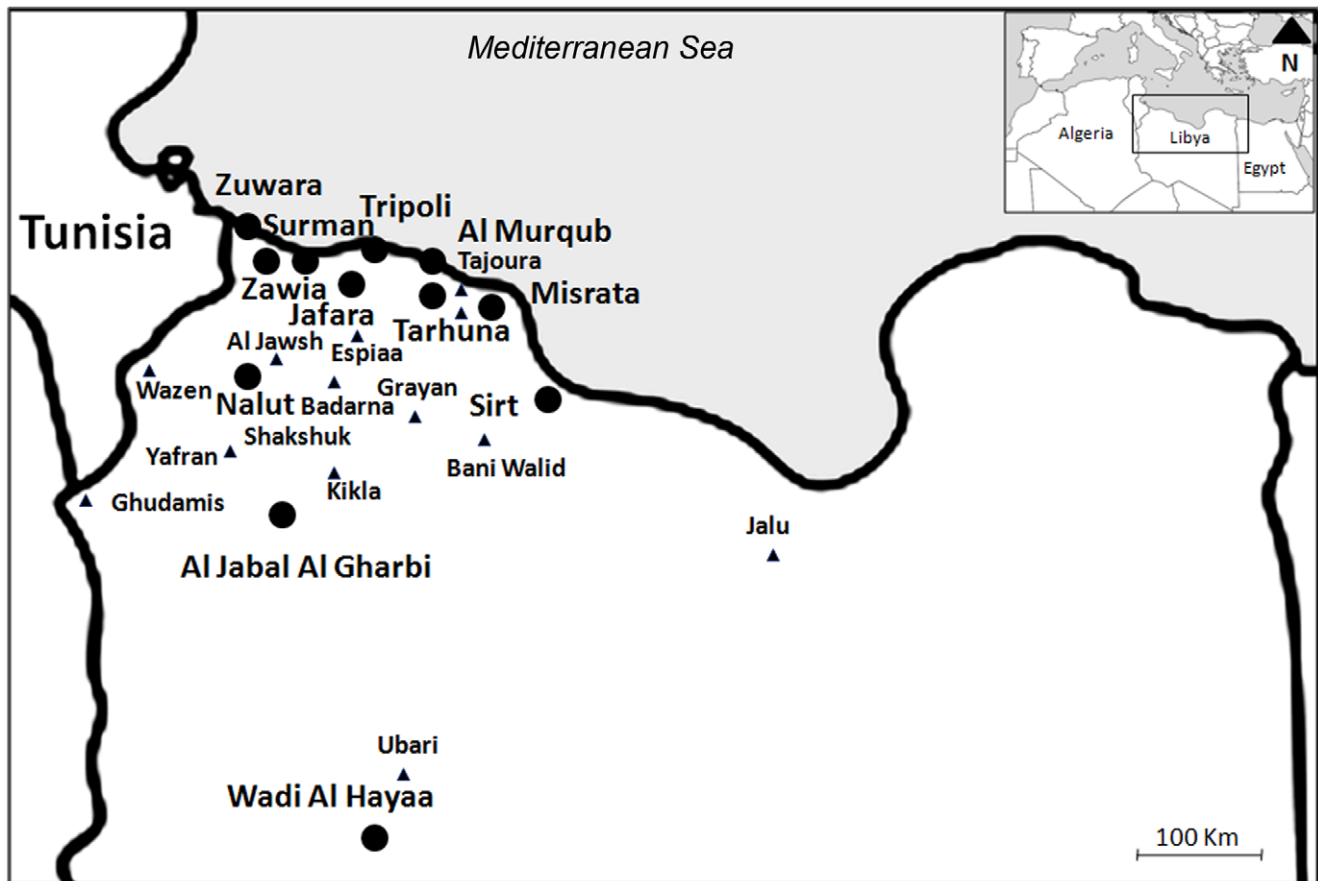 Mediterranean Sea
N
Algeria
Libya
Egypt
Zuwara
Tripoli
Surman
Al Murqub
Tunisia
Tajoura
Zawia
Misrata
Jafara
Tarhuna
Al Jawsh
Espiaa
Wazen
Grayan
Nalut
Badarna
Sirt
Shakshuk
Yafran
Bani Walid
Kikla
Ghudamis
Jalu
Al Jabal Al Gharbi
Ubari
Wadi Al Hayaa
100 Km